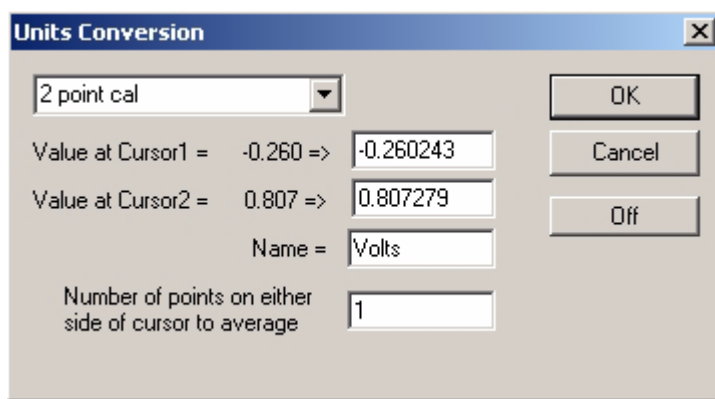 Units Conversion
2 point cal
OK
Value at Cursor1 = -0.260 => -0.260243
Cancel
Value at Cursor2 = 0.807 => 0.807279
Off
Name = Volts
Number of points on either
side of cursor to average
1